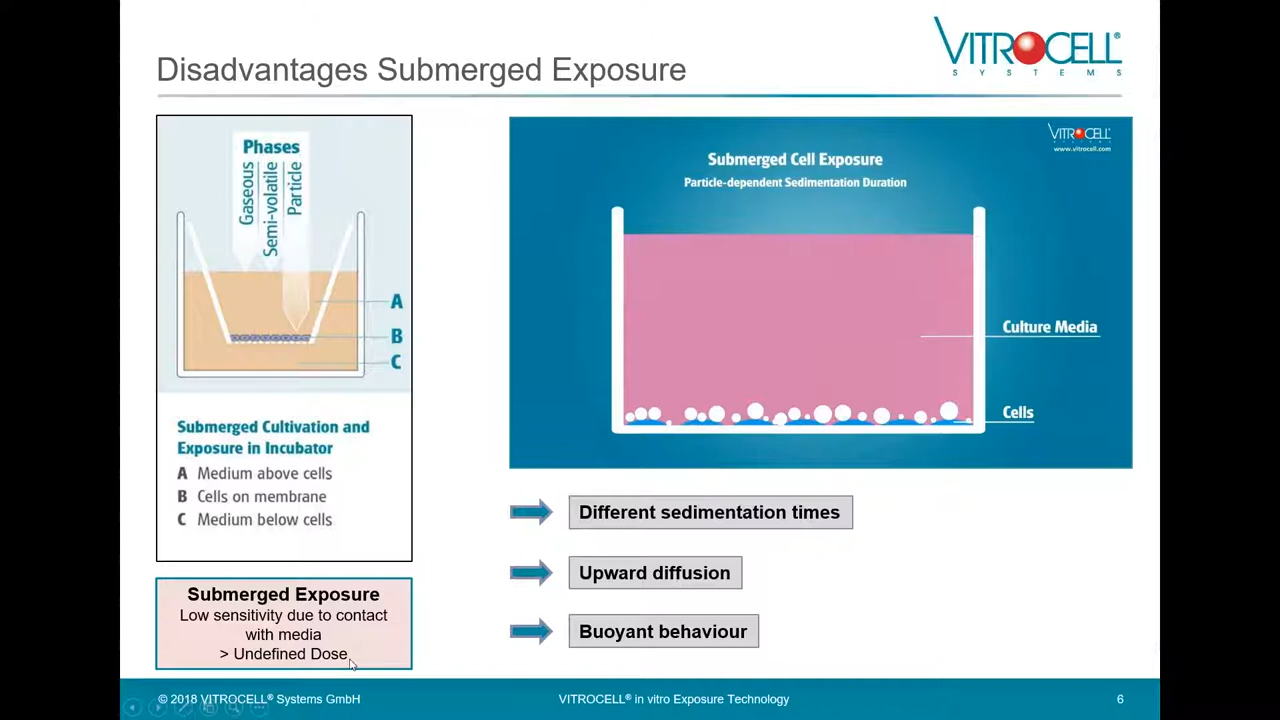 Disadvantages Submerged Exposure
VITROCELL®
SYSTEMS
Phases
Gaseous
Semi-volatile
Particle
A
B
C
Submerged Cultivation and
Exposure in Incubator
A Medium above cells
B Cells on membrane
C Medium below cells
Submerged Exposure
Low sensitivity due to contact
with media
> Undefined Dose
VITROCELL®
www.vitrocell.com
Submerged Cell Exposure
Particle-dependent Sedimentation Duration
Culture Media
Cells
Different sedimentation times
Upward diffusion
Buoyant behaviour
© 2018 VITROCELL® Systems GmbH
VITROCELL® in vitro Exposure Technology
6